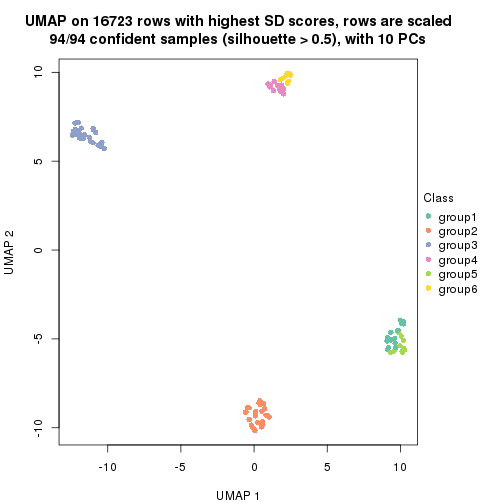 UMAP on 16723 rows with highest SD scores, rows are scaled
94/94 confident samples (silhouette > 0.5), with 10 PCs
10
5
0
-5
-10
UMAP 2
-10
-5
0
5
10
UMAP 1
Class
group1
group2
group3
group4
group5
group6